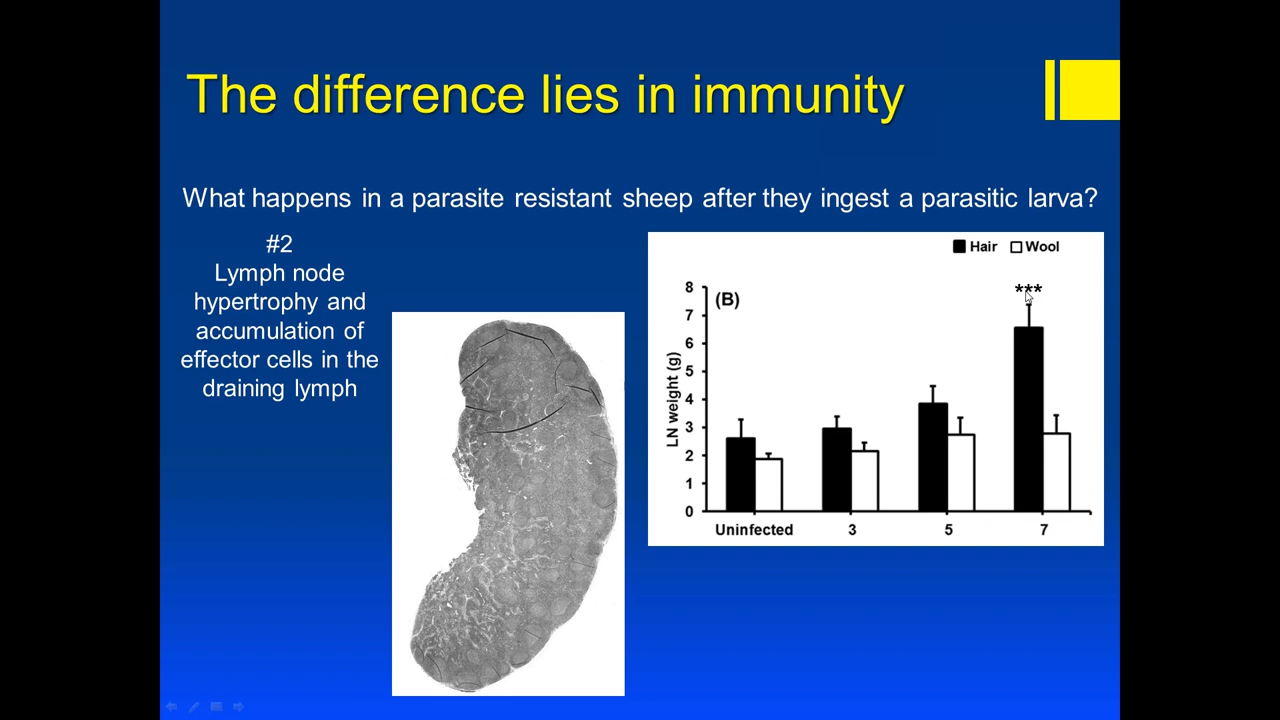 The difference lies in immunity
What happens in a parasite resistant sheep after they ingest a parasitic larva?
#2
Lymph node
hypertrophy and
accumulation of
effector cells in the
draining lymph
Hair Wool
(B)
***
LN weight (g)
8
7
6
5
4
3
2
1
0
Uninfected 3 5 7